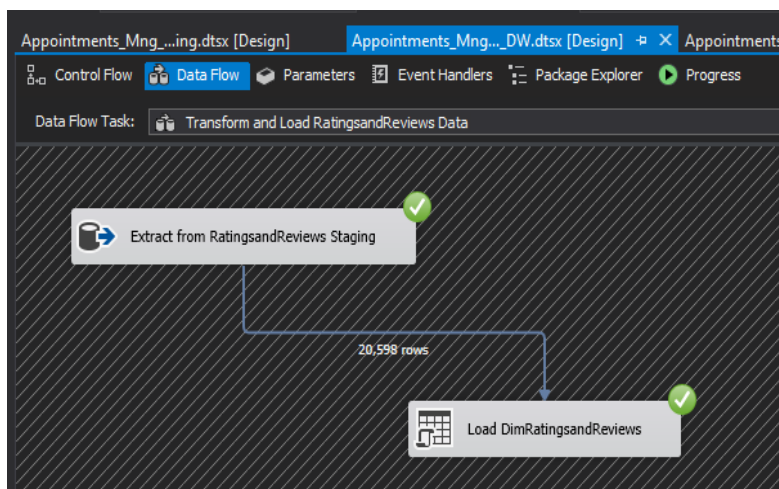 Appointments_Mng_...ing.dtsx [Design] Appointments_Mng..._DW.dtsx [Design] Appointments
Control Flow Data Flow Parameters Event Handlers Package Explorer Progress
Data Flow Task: Transform and Load RatingsandReviews Data
Extract from RatingsandReviews Staging
20,598 rows
Load DimRatingsandReviews